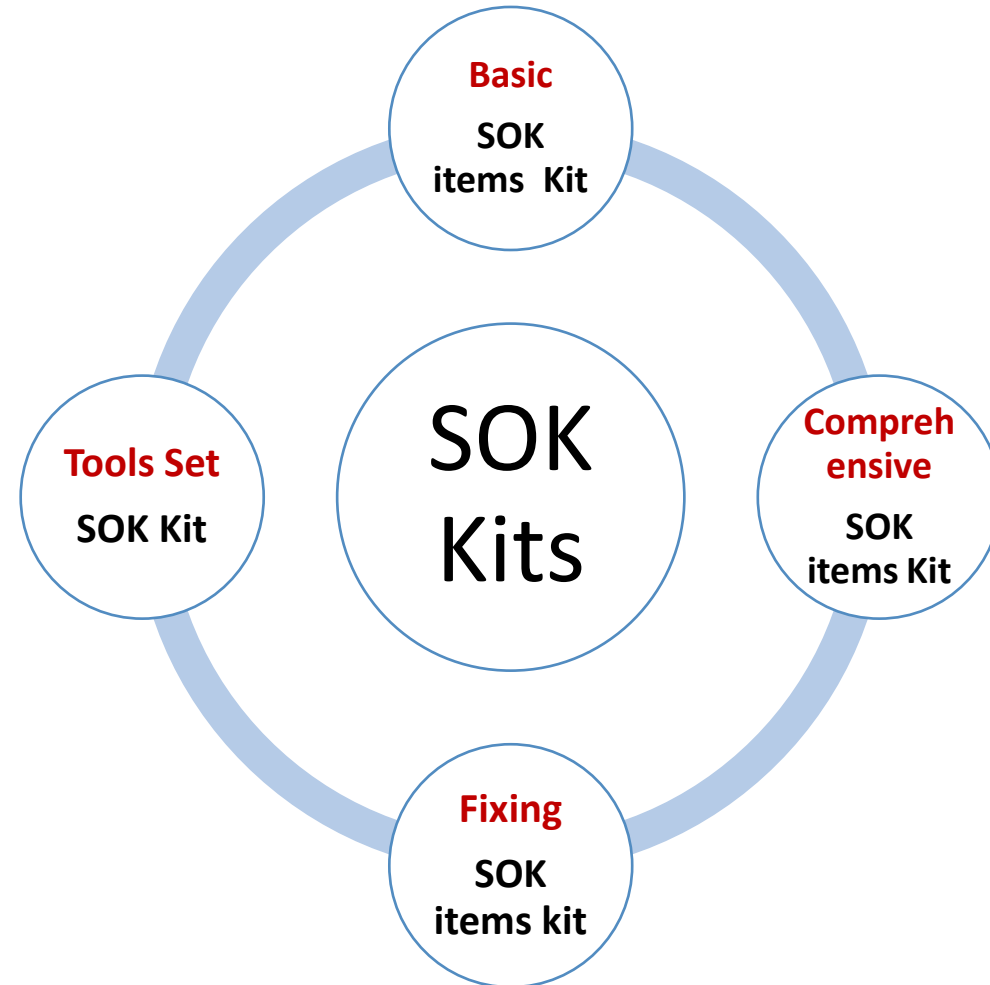 Basic
SOK
items  Kit
Tools Set
SOK Kit
SOK
Kits
Compreh
ensive
SOK
items Kit
Fixing
SOK
items kit